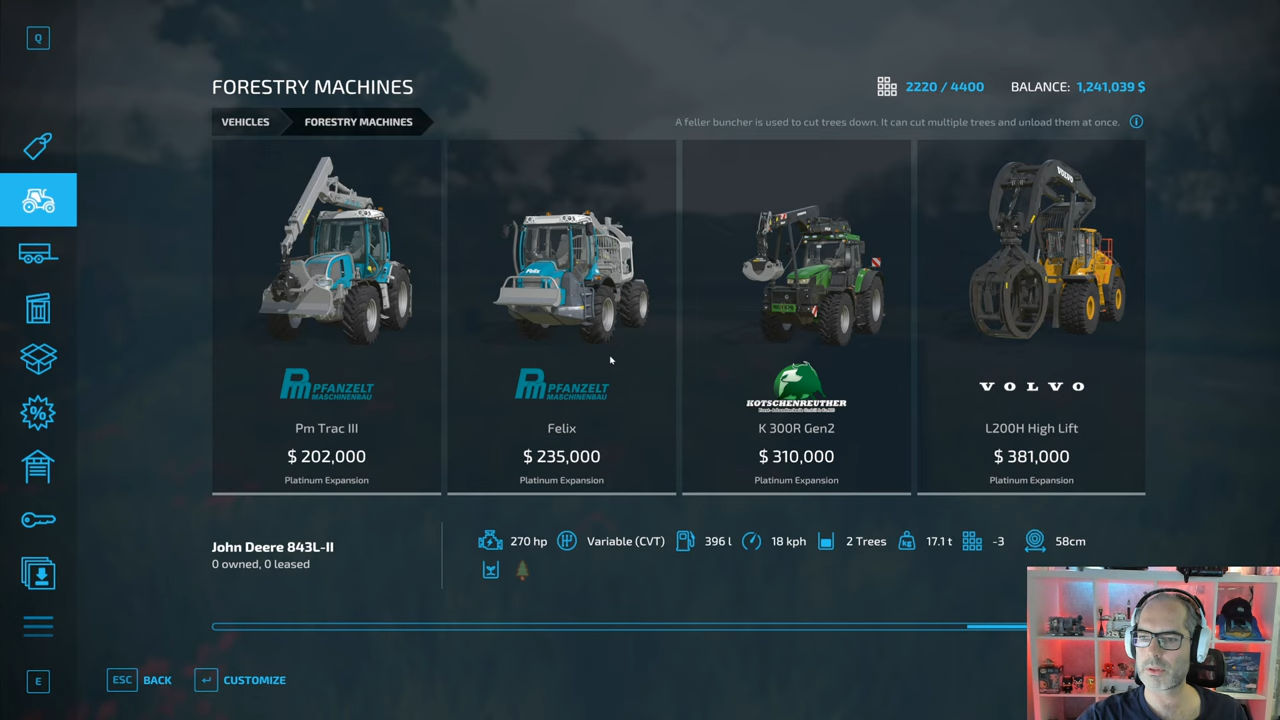 Q
FORESTRY MACHINES
2220 / 4400
BALANCE: 1,241,039 $
VEHICLES
FORESTRY MACHINES
A feller buncher is used to cut trees down. It can cut multiple trees and unload them at once.
VOLVO
Felix
PFANZELT
MASCHINENBAU
PFANZELT
MASCHINENBAU
KOTSCHENREUTHER
VOLVO
Pm Trac III
Felix
K 300R Gen2
L200H High Lift
$ 202,000
$ 235,000
$ 310,000
$ 381,000
Platinum Expansion
Platinum Expansion
Platinum Expansion
Platinum Expansion
John Deere 843L-II
0 owned, 0 leased
270 hp
Variable (CVT)
396 l
18 kph
2 Trees
17.1 t
-3
58cm
E
ESC BACK
CUSTOMIZE